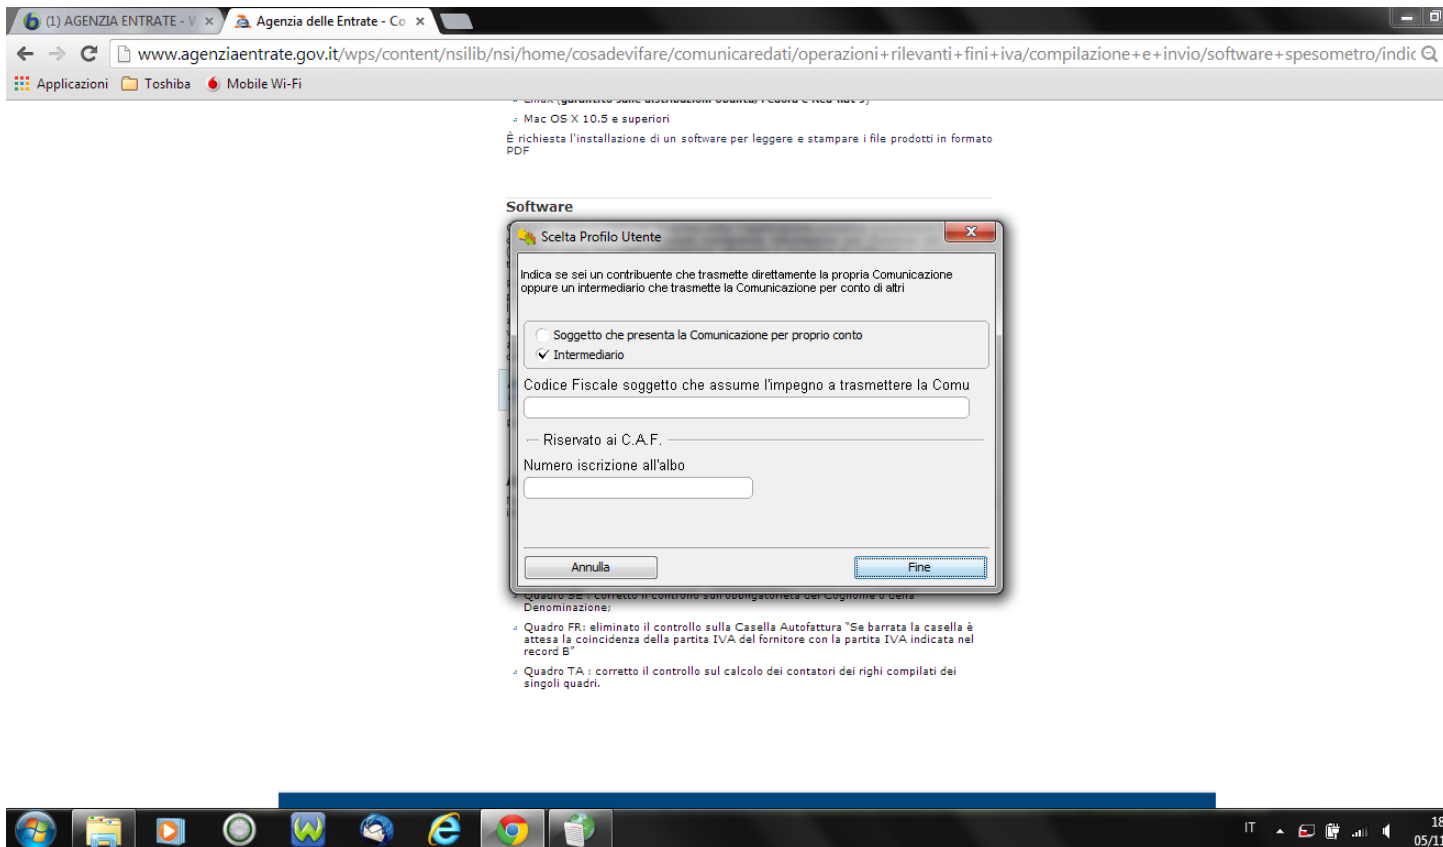 (1) AGENZIA ENTRATE - V
Agenzia delle Entrate - Co
www.agenziaentrate.gov.it/wps/content/nsilib/nsi/home/cosadevifare/comunicaredati/operazioni+rilevanti+fini+iva/compilazione+e+invio/software+spesometro/indic
Applicazioni
Toshiba
Mobile Wi-Fi
Mac OS X 10.5 e superiori
È richiesta l'installazione di un software per leggere e stampare i file prodotti in formato
PDF
Software
Scelta Profilo Utente
Indica se sei un contribuente che trasmette direttamente la propria Comunicazione
oppure un intermediario che trasmette la Comunicazione per conto di altri
Soggetto che presenta la Comunicazione per proprio conto
Intermediario
Codice Fiscale soggetto che assume l'impegno a trasmettere la Comu
Riservato ai C.A.F.
Numero iscrizione all'albo
Annulla
Fine
Denominazione;
Quadro FR: eliminato il controllo sulla Casella Autofattura "Se barrata la casella è
attesa la coincidenza della partita IVA del fornitore con la partita IVA indicata nel
record B"
Quadro TA : corretto il controllo sul calcolo dei contatori dei righi compilati dei
singoli quadri.
IT
18
05/11